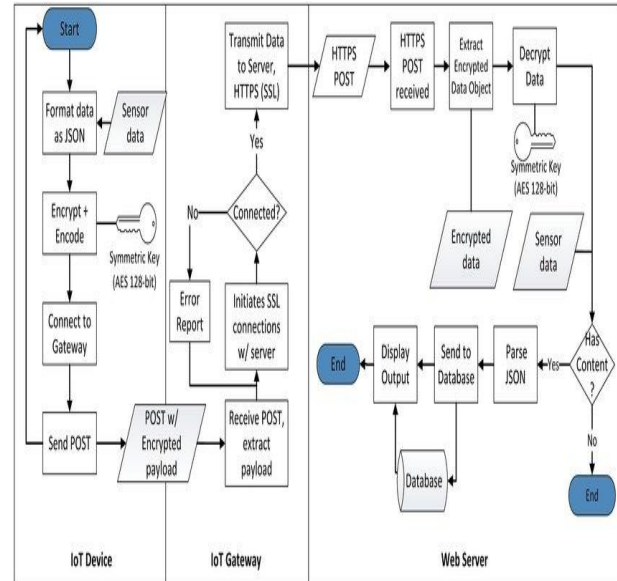 Start
Format data
as JSON
Sensor
data
Encrypt +
Encode
Symmetric Key
(AES 128-bit)
Connect to
Gateway
Send POST
POST w/
Encrypted
payload
IoT Device
Transmit Data
to Server,
HTTPS (SSL)
Yes
Connected?
No
Error
Report
Initiates SSL
connections
w/ server
Receive POST,
extract
payload
IoT Gateway
HTTPS
POST
HTTPS
POST
received
Extract
Encrypted
Data Object
Decrypt
Data
Symmetric Key
(AES 128-bit)
Encrypted
data
Sensor
data
Has
Content
?
Yes
No
End
Parse
JSON
Send to
Database
Display
Output
End
Database
Web Server